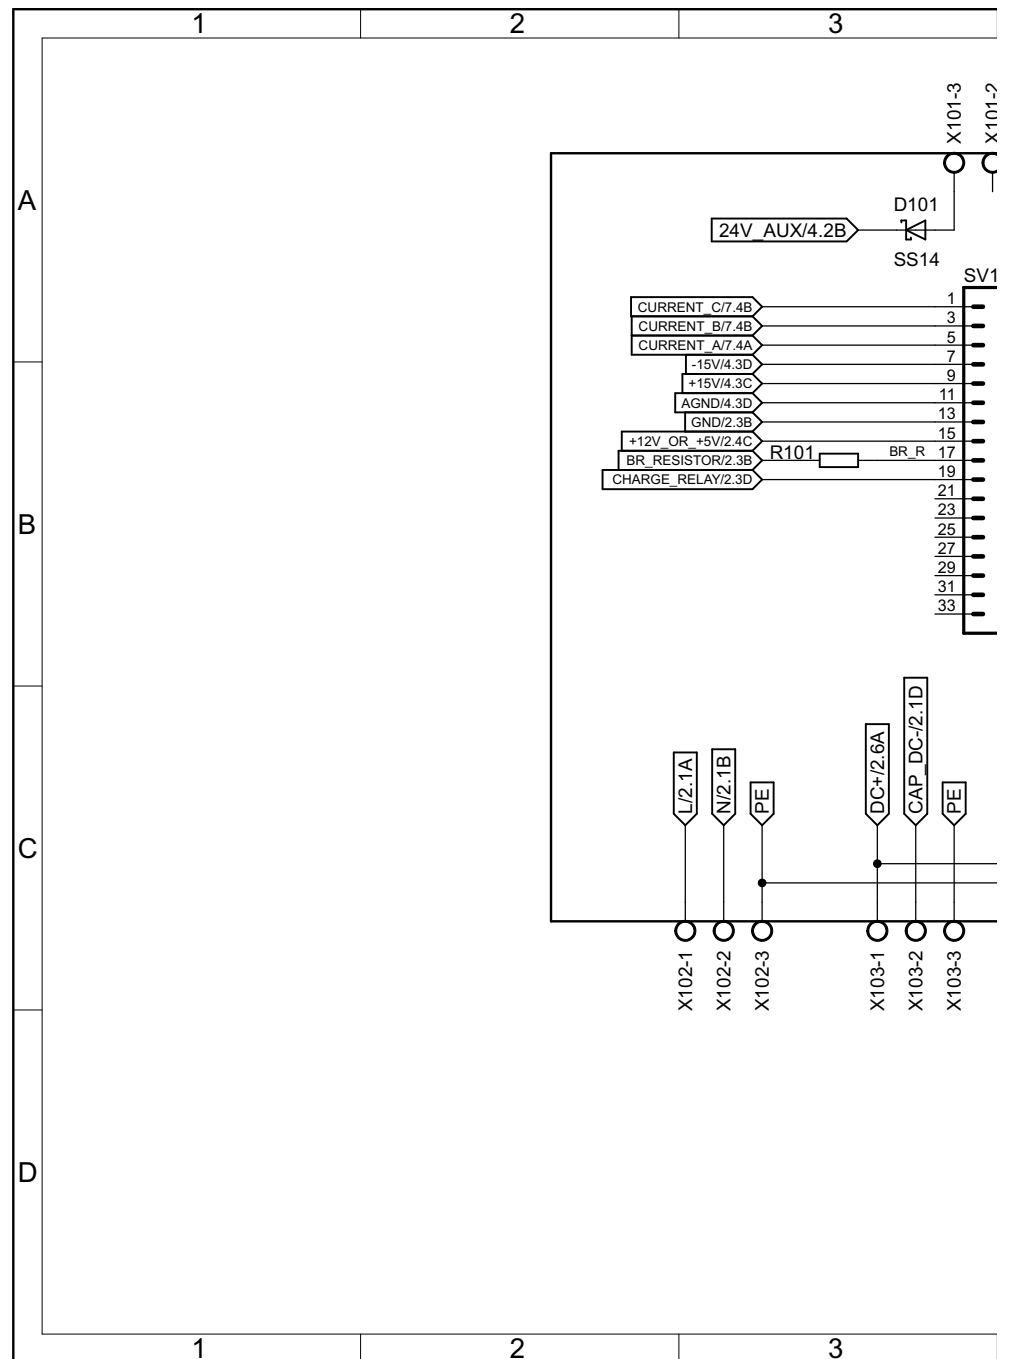 1 2 3
X101-3
X101-2
A
D101
24V_AUX/4.2B
SS14
SV1
CURRENT_C/7.4B 1
CURRENT_B/7.4B 3
CURRENT_A/7.4A 5
-15V/4.3D 7
+15V/4.3C 9
AGND/4.3D 11
GND/2.3B 13
+12V_OR_+5V/2.4C 15
BR_RESISTOR/2.3B R101 BR_R 17
CHARGE_RELAY/2.3D 19
21
23
B
25
27
29
31
33
L/2.1A
N/2.1B
PE
DC+/2.6A
CAP_DC-/2.1D
PE
C
X102-1
X102-2
X102-3
X103-1
X103-2
X103-3
D
1 2 3